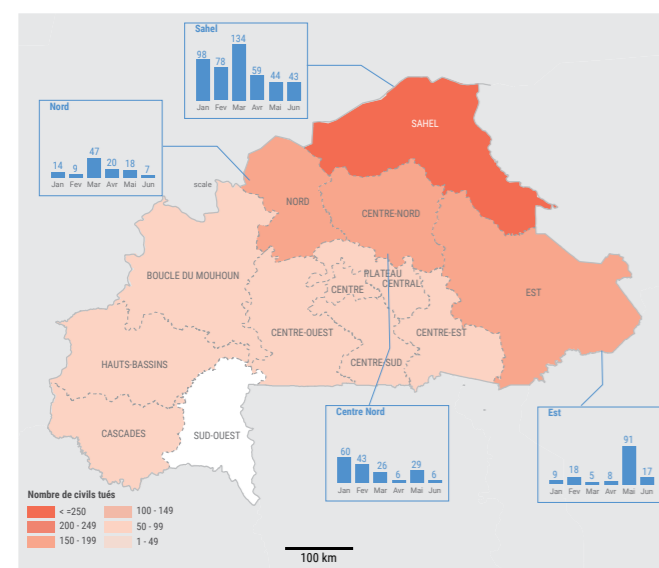 Sahel
98 78 134 59 44 43
Jan Fev Mar Avr Mai Jun
Nord
14 9 47 20 18 7
Jan Fev Mar Avr Mai Jun
scale
SAHEL
NORD
CENTRE-NORD
BOUCLE DU MOUHOUN
PLATEAU
CENTRAL
CENTRE
EST
CENTRE-OUEST
CENTRE-EST
HAUTS-BASSINS
CENTRE-SUD
CASCADES
SUD-OUEST
Centre Nord
60 43 26 6 29 6
Jan Fev Mar Avr Mai Jun
Est
9 18 5 8 91 17
Jan Fev Mar Avr Mai Jun
Nombre de civils tués
< =250
200 - 249
150 - 199
100 - 149
50 - 99
1 - 49
100 km